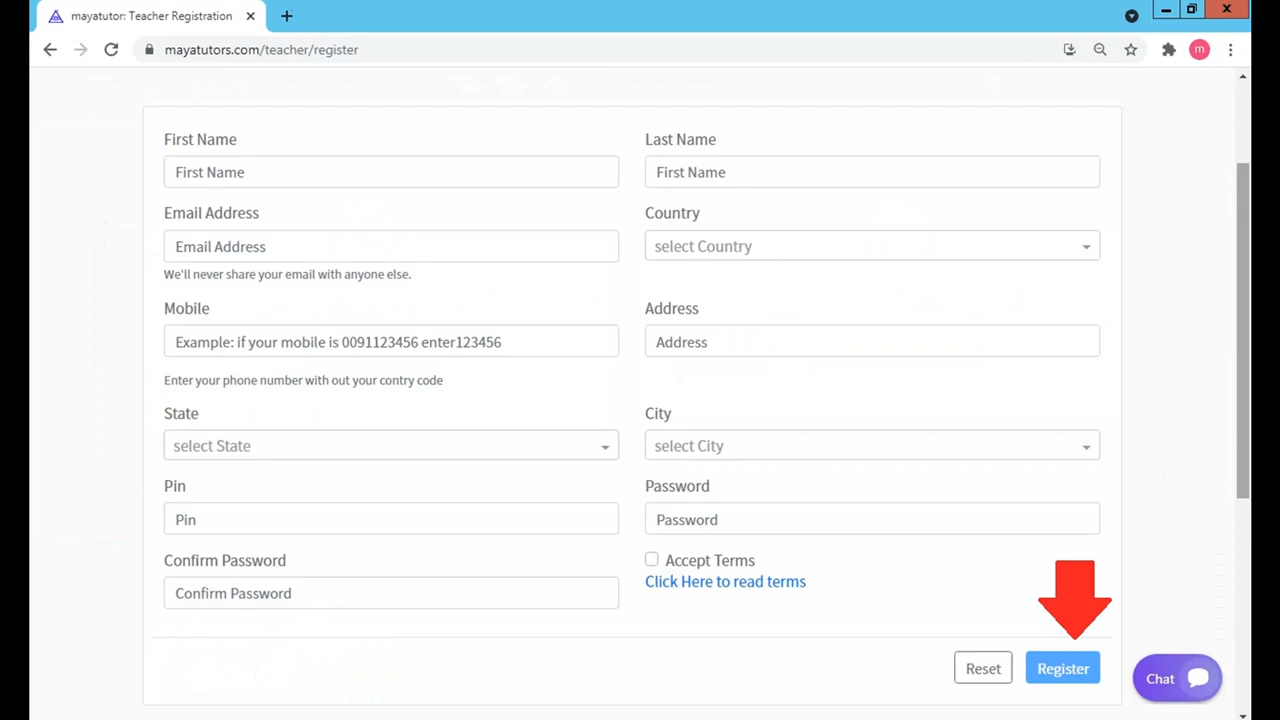 mayatutor: Teacher Registration
mayatutors.com/teacher/register
m
First Name
Last Name
First Name
First Name
Email Address
Country
Email Address
select Country
We'll never share your email with anyone else.
Mobile
Address
Example: if your mobile is 0091123456 enter123456
Address
Enter your phone number with out your contry code
State
City
select State
select City
Pin
Password
Pin
Password
Confirm Password
Accept Terms
Click Here to read terms
Confirm Password
Reset
Register
Chat